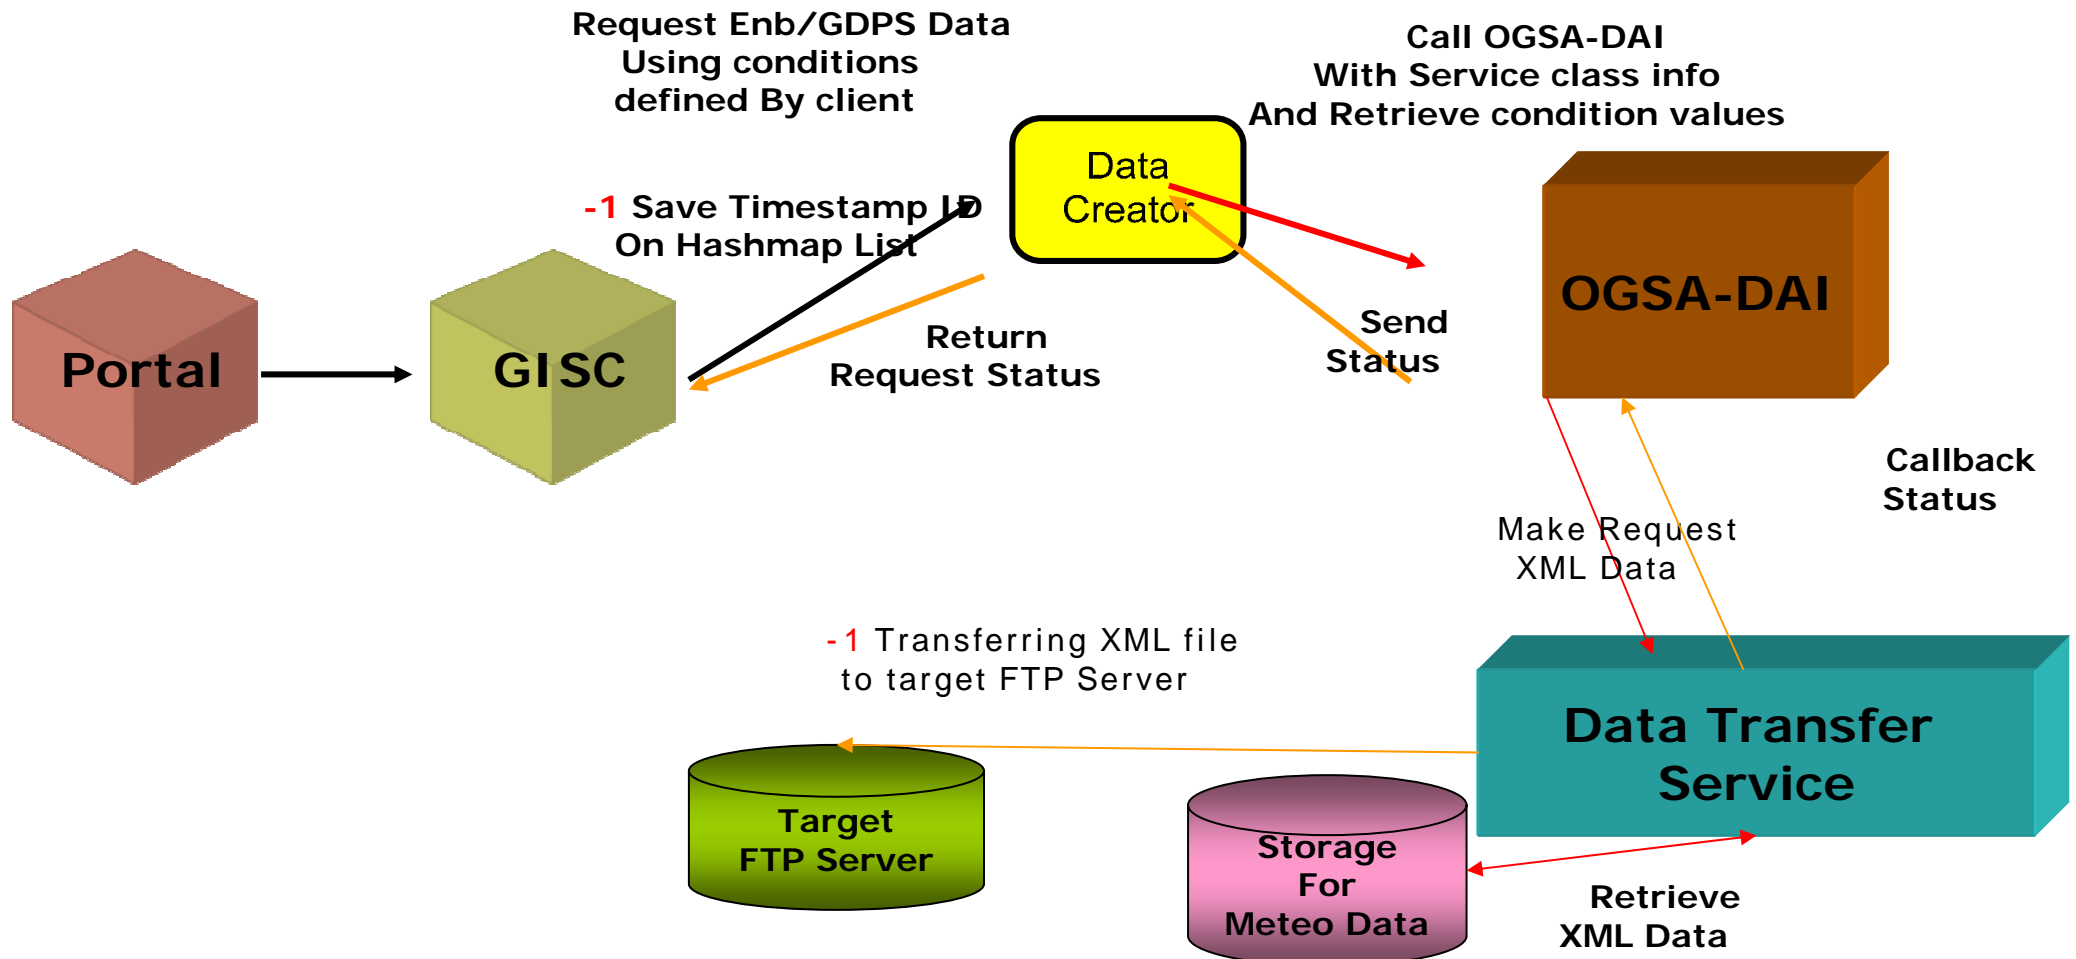 Request Enb/GDPS Data
Using conditions
defined By client
Call OGSA-DAI
With Service class info
And Retrieve condition values
Data
Creator
-1 Save Timestamp ID
On Hashmap List
OGSA-DAI
Portal
GISC
Return
Request Status
Send
Status
Callback
Status
Make Request
XML Data
-1 Transferring XML file
to target FTP Server
Data Transfer
Service
Target
FTP Server
Storage
For
Meteo Data
Retrieve
XML Data